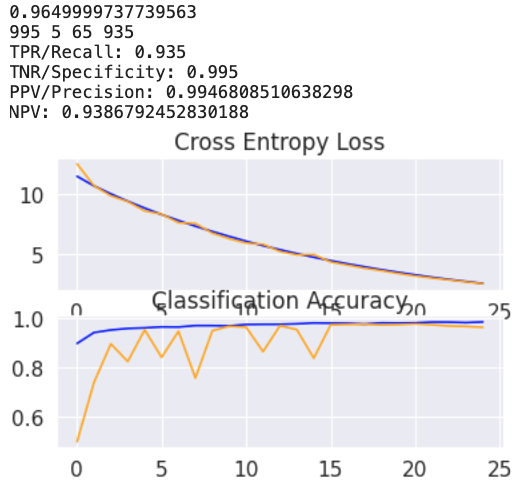 0.9649999737739563
995 5 65 935
TPR/Recall: 0.935
TNR/Specificity: 0.995
PPV/Precision: 0.9946808510638298
NPV: 0.9386792452830188
Cross Entropy Loss
10
5
0 5 10 15 20 25
Classification Accuracy
1.0
0.8
0.6
0 5 10 15 20 25